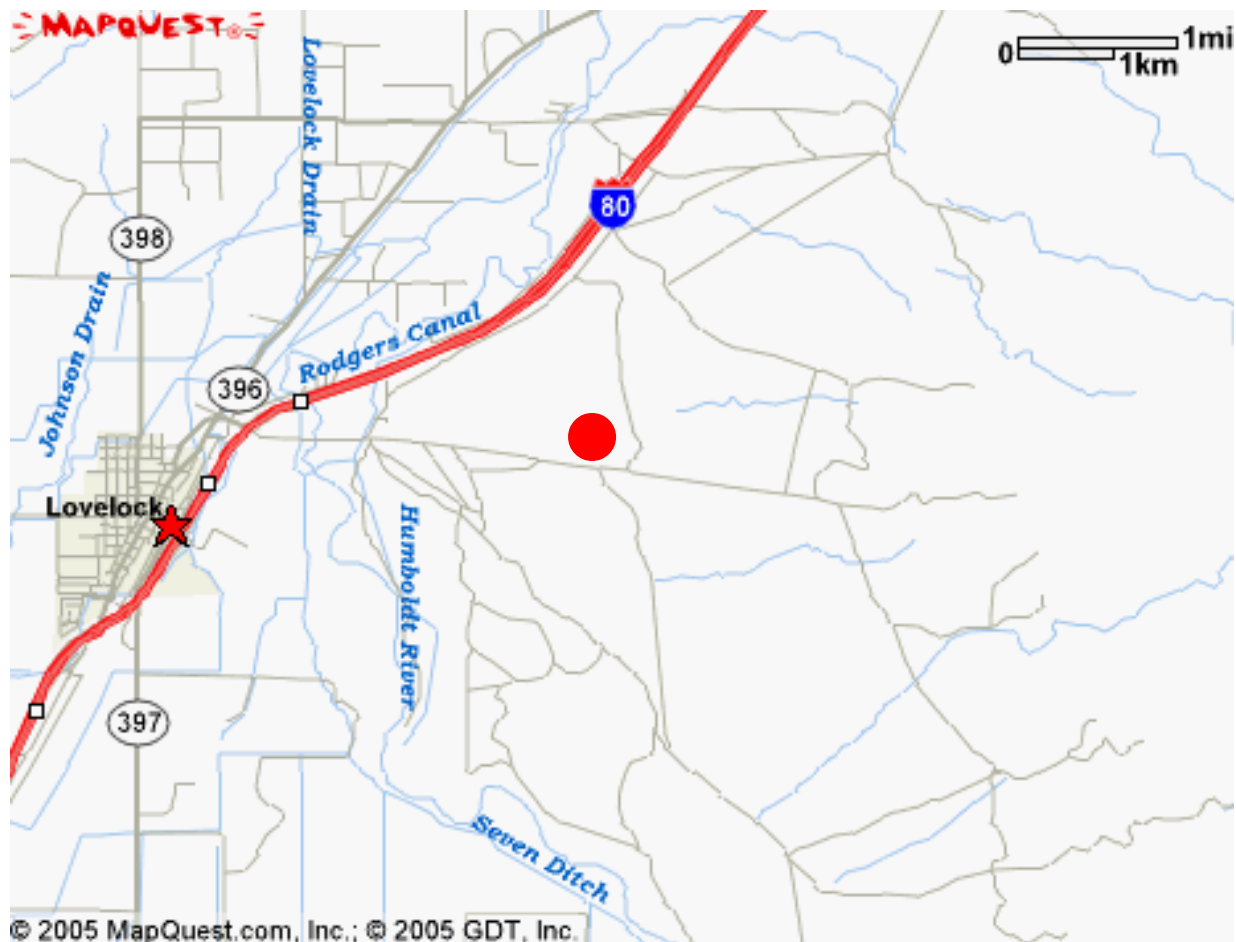 MAPQUEST®
0 1mi
1km
Lovelock Drain
398
80
Johnson Drain
Rodgers Canal
396
Lovelock
Humboldt River
397
Seven Ditch
© 2005 MapQuest.com, Inc.; © 2005 GDT, Inc.